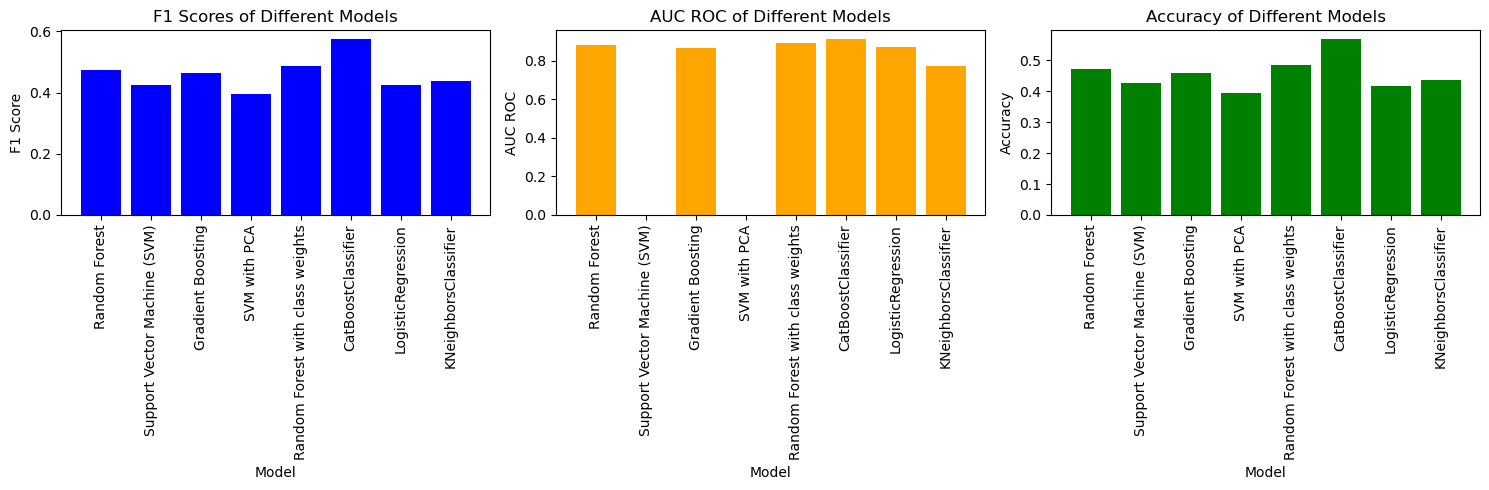 F1 Scores of Different Models
F1 Score
0.6
0.4
0.2
0.0
Random Forest
Support Vector Machine (SVM)
Gradient Boosting
SVM with PCA
Random Forest with class weights
CatBoostClassifier
LogisticRegression
KNeighborsClassifier
Model
AUC ROC of Different Models
AUC ROC
0.8
0.6
0.4
0.2
0.0
Random Forest
Support Vector Machine (SVM)
Gradient Boosting
SVM with PCA
Random Forest with class weights
CatBoostClassifier
LogisticRegression
KNeighborsClassifier
Model
Accuracy of Different Models
Accuracy
0.5
0.4
0.3
0.2
0.1
0.0
Random Forest
Support Vector Machine (SVM)
Gradient Boosting
SVM with PCA
Random Forest with class weights
CatBoostClassifier
LogisticRegression
KNeighborsClassifier
Model